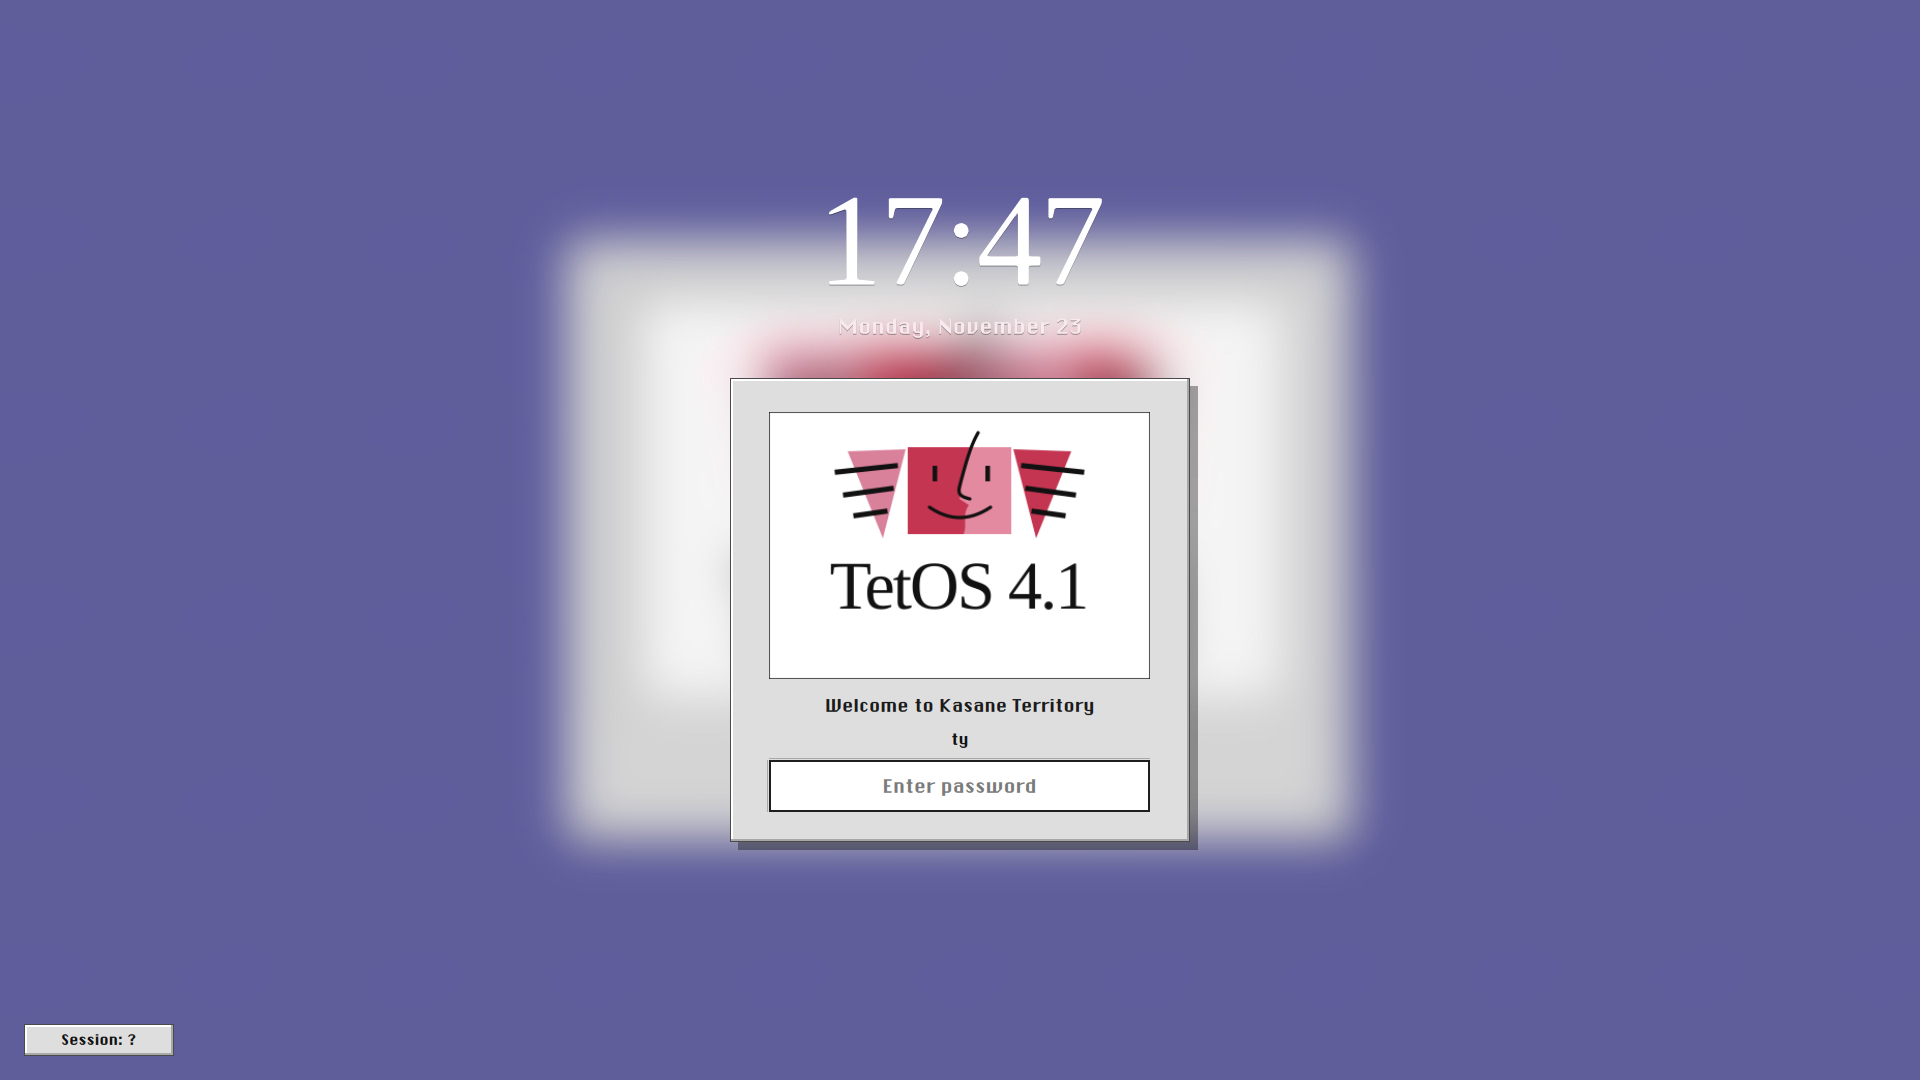 17:47
Monday, November 23
TetOS 4.1
Welcome to Kasane Territory
ty
Enter password
Session: ?